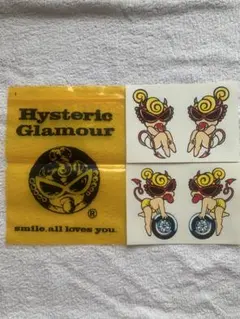 Hysteric
Glamour
®
smile. all loves you.